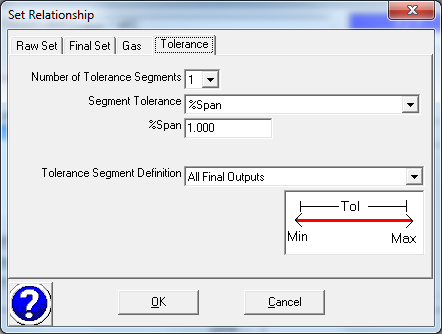 Set Relationship
Raw Set Final Set Gas Tolerance
Number of Tolerance Segments 1
Segment Tolerance %Span
%Span 1.000
Tolerance Segment Definition All Final Outputs
Tol
Min Max
? OK Cancel